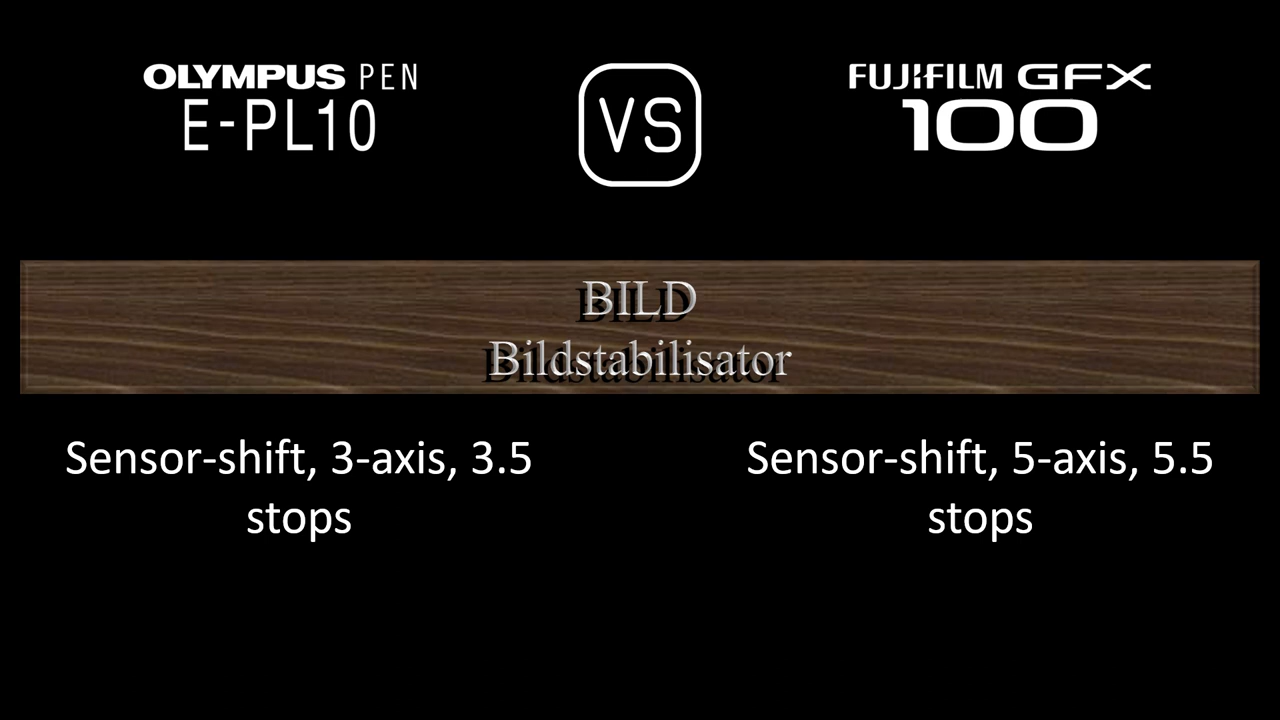 OLYMPUS PEN
E-PL10
VS
FUJIFILM GFX
100
BILD
Bildstabilisator
Sensor-shift, 3-axis, 3.5
stops
Sensor-shift, 5-axis, 5.5
stops